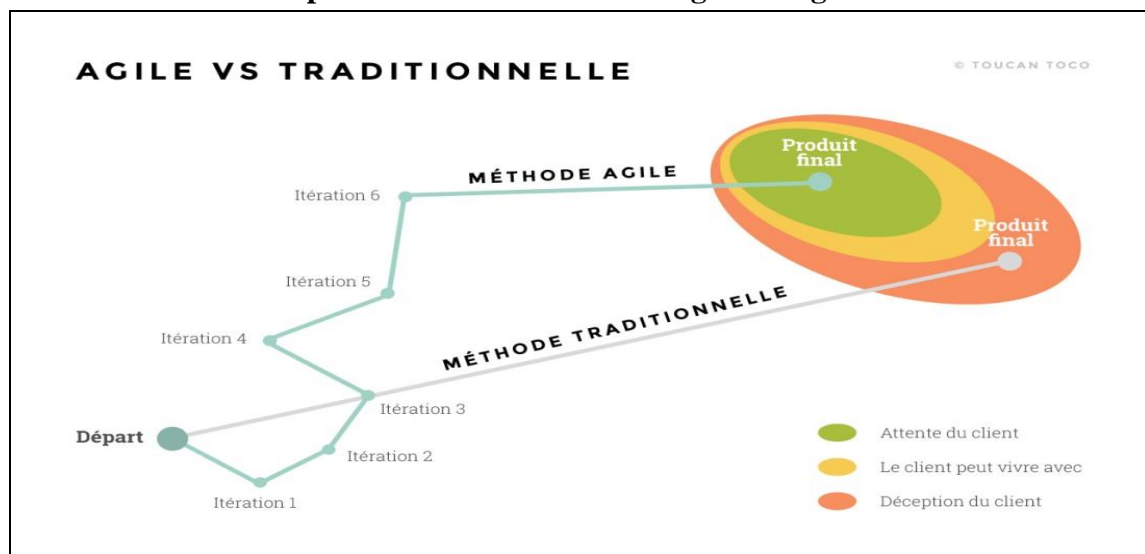 AGILE VS TRADITIONNELLE
© TOUCAN TOCO
Produit
final
MÉTHODE AGILE
Itération 6
Produit
final
Itération 5
MÉTHODE TRADITIONNELLE
Itération 4
Itération 3
Départ
Attente du client
Itération 2
Le client peut vivre avec
Itération 1
Déception du client